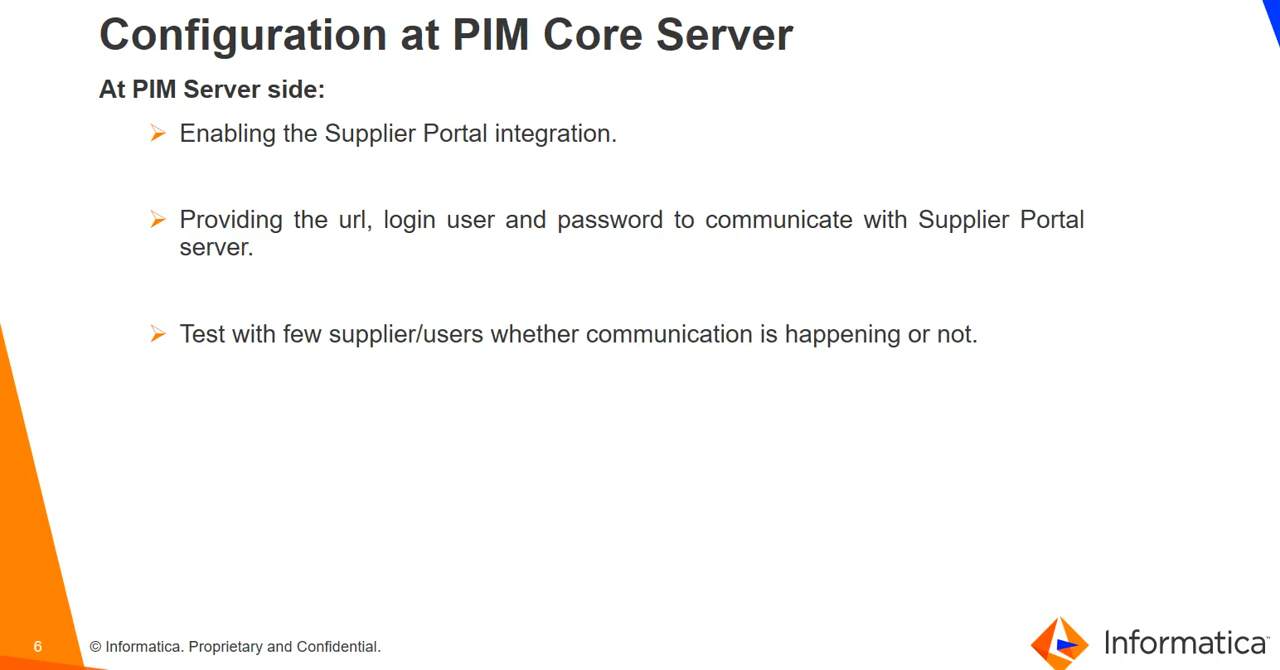 Configuration at PIM Core Server
At PIM Server side:
Enabling the Supplier Portal integration.
Providing the url, login user and password to communicate with Supplier Portal
server.
Test with few supplier/users whether communication is happening or not.
6
© Informatica. Proprietary and Confidential.
Informatica™